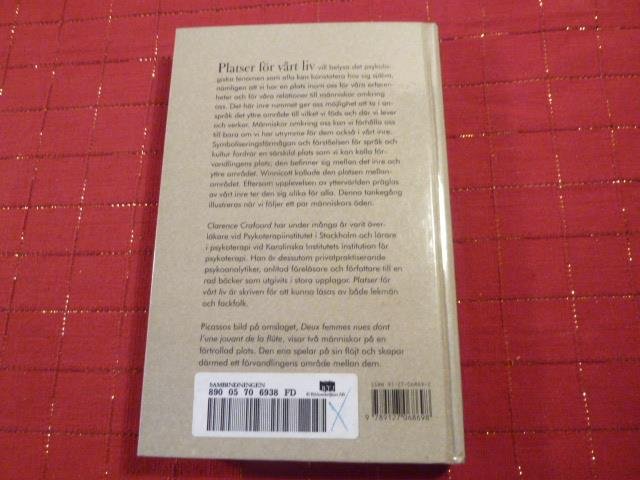 Platser för vårt liv vill belysa det psykolo-
giska fenomen som alla kan konstatera hos sig själva,
nämligen att vi har en plats inom oss för våra erfaren-
heter och för våra relationer till människor omkring
oss. Det här inre rummet ger oss möjlighet att ta i an-
språk det yttre område till vilket vi föds och där vi lever
och verkar. Människor omkring oss kan vi förhålla oss
till bara om vi har utrymme för dem också i vårt inre.
Symboliseringsförmågan och förståelsen för språk och
kultur fordrar en särskild plats som vi kan kalla för-
vandlingens plats; den befinner sig mellan det inre och
yttre området. Winnicott kallade den platsen mellan-
området. Eftersom upplevelsen av yttervärlden präglas
av vårt inre ter den sig olika för alla. Denna tankegång
illustreras när vi följer ett par människors öden.
Clarence Crafoord har under många år varit över-
läkare vid Psykoterapiinstitutet i Stockholm och lärare
i psykoterapi vid Karolinska Institutets institution för
psykoterapi. Han är dessutom privatpraktiserande
psykoanalytiker, anlitad föreläsare och författare till en
rad böcker som utgivits i stora upplagor. Platser för
vårt liv är skriven för att kunna läsas av både lekmän
och fackfolk.
Picassos bild på omslaget, Deux femmes nues dont
l'une jouant de la flûte, visar två människor på en
förtrollad plats. Den ena spelar på sin flöjt och skapar
därmed ett förvandlingens område mellan dem.
SAMBINDNINGEN
890 05 70 6938 FD
© Bibliotekstjänst AB
ISBN 91-27-06869-2
9 789127 068698